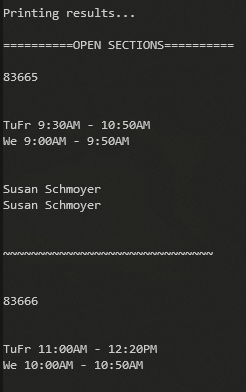 Printing results...
==========OPEN SECTIONS==========
83665
TuFr 9:30AM - 10:50AM
We 9:00AM - 9:50AM
Susan Schmoyer
Susan Schmoyer
~~~~~~~~~~~~~~~~~~~~~~~~~~~~~~
83666
TuFr 11:00AM - 12:20PM
We 10:00AM - 10:50AM